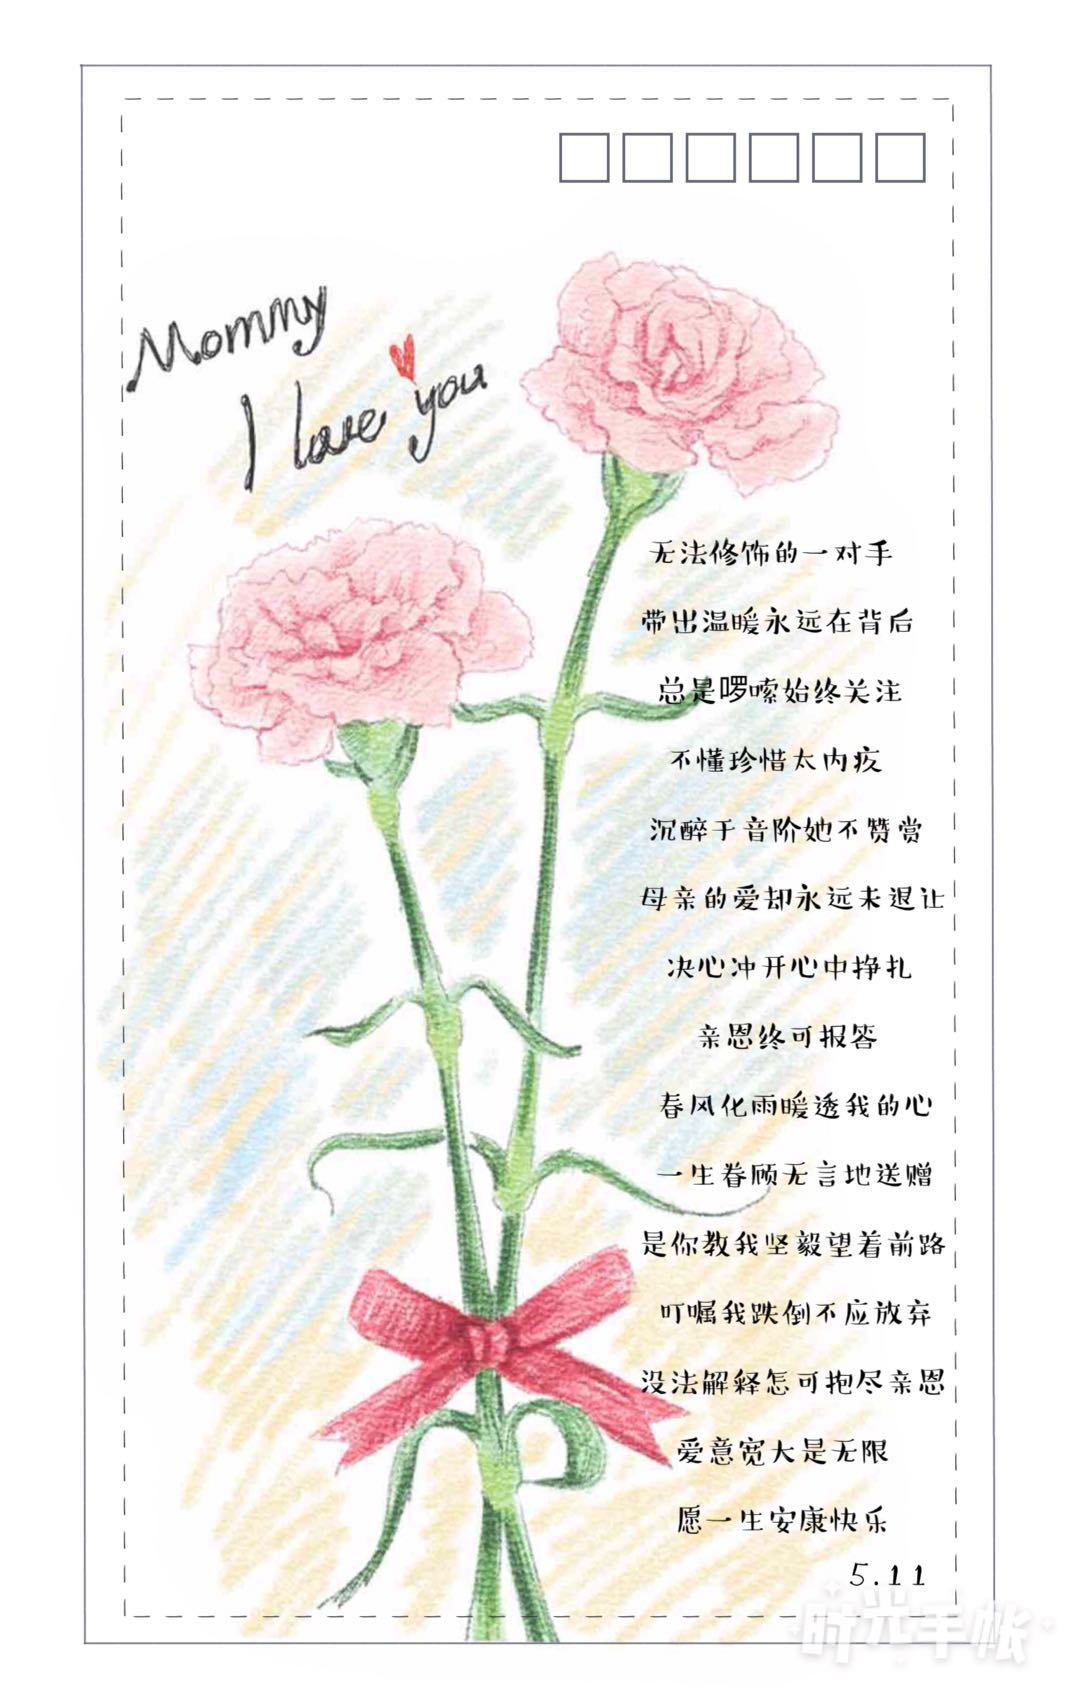 Mommy
I love you
无法修饰的一对手
带出温暖永远在背后
总是啰嗦始终关注
不懂珍惜太内疚
沉醉于音阶她不赞赏
母亲的爱却永远未退让
决心冲开心中挣扎
亲恩终可报答
春风化雨暖透我的心
一生眷顾无言地送赠
是你教我坚毅望着前路
叮嘱我跌倒不应放弃
没法解释怎可抱尽亲恩
爱意宽大是无限
愿一生安康快乐
5.11
时光手帐